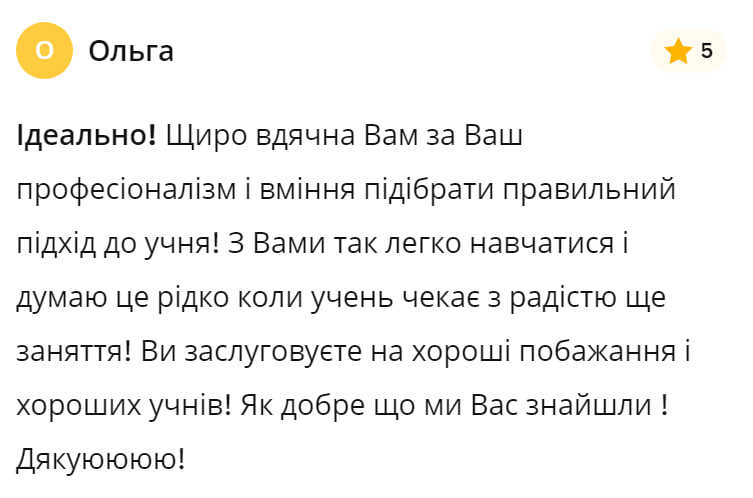 О Ольга 5
Ідеально! Щиро вдячна Вам за Ваш
професіоналізм і вміння підібрати правильний
підхід до учня! З Вами так легко навчатися і
думаю це рідко коли учень чекає з радістю ще
заняття! Ви заслуговуєте на хороші побажання і
хороших учнів! Як добре що ми Вас знайшли !
Дякуюююю!